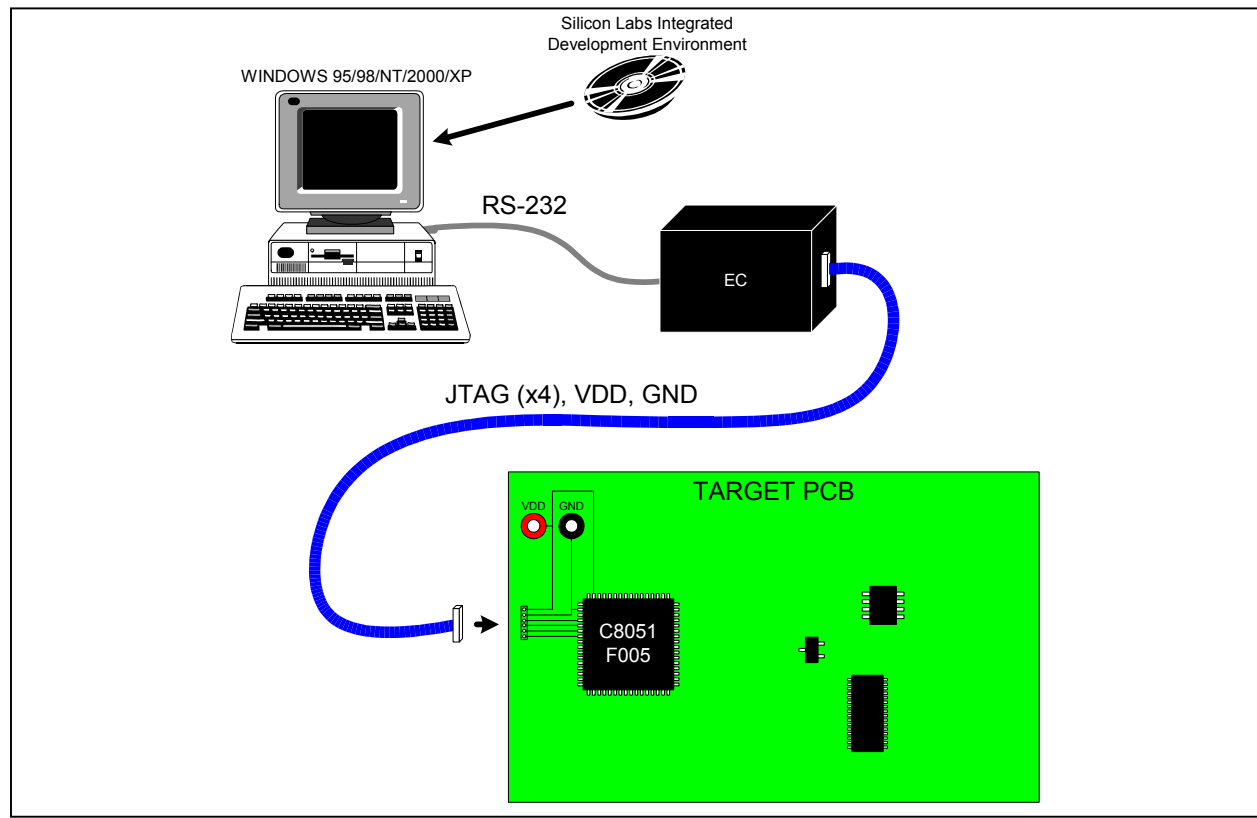 Silicon Labs Integrated
Development Environment
WINDOWS 95/98/NT/2000/XP
RS-232
EC
JTAG (x4), VDD, GND
TARGET PCB
VDD GND
C8051
F005